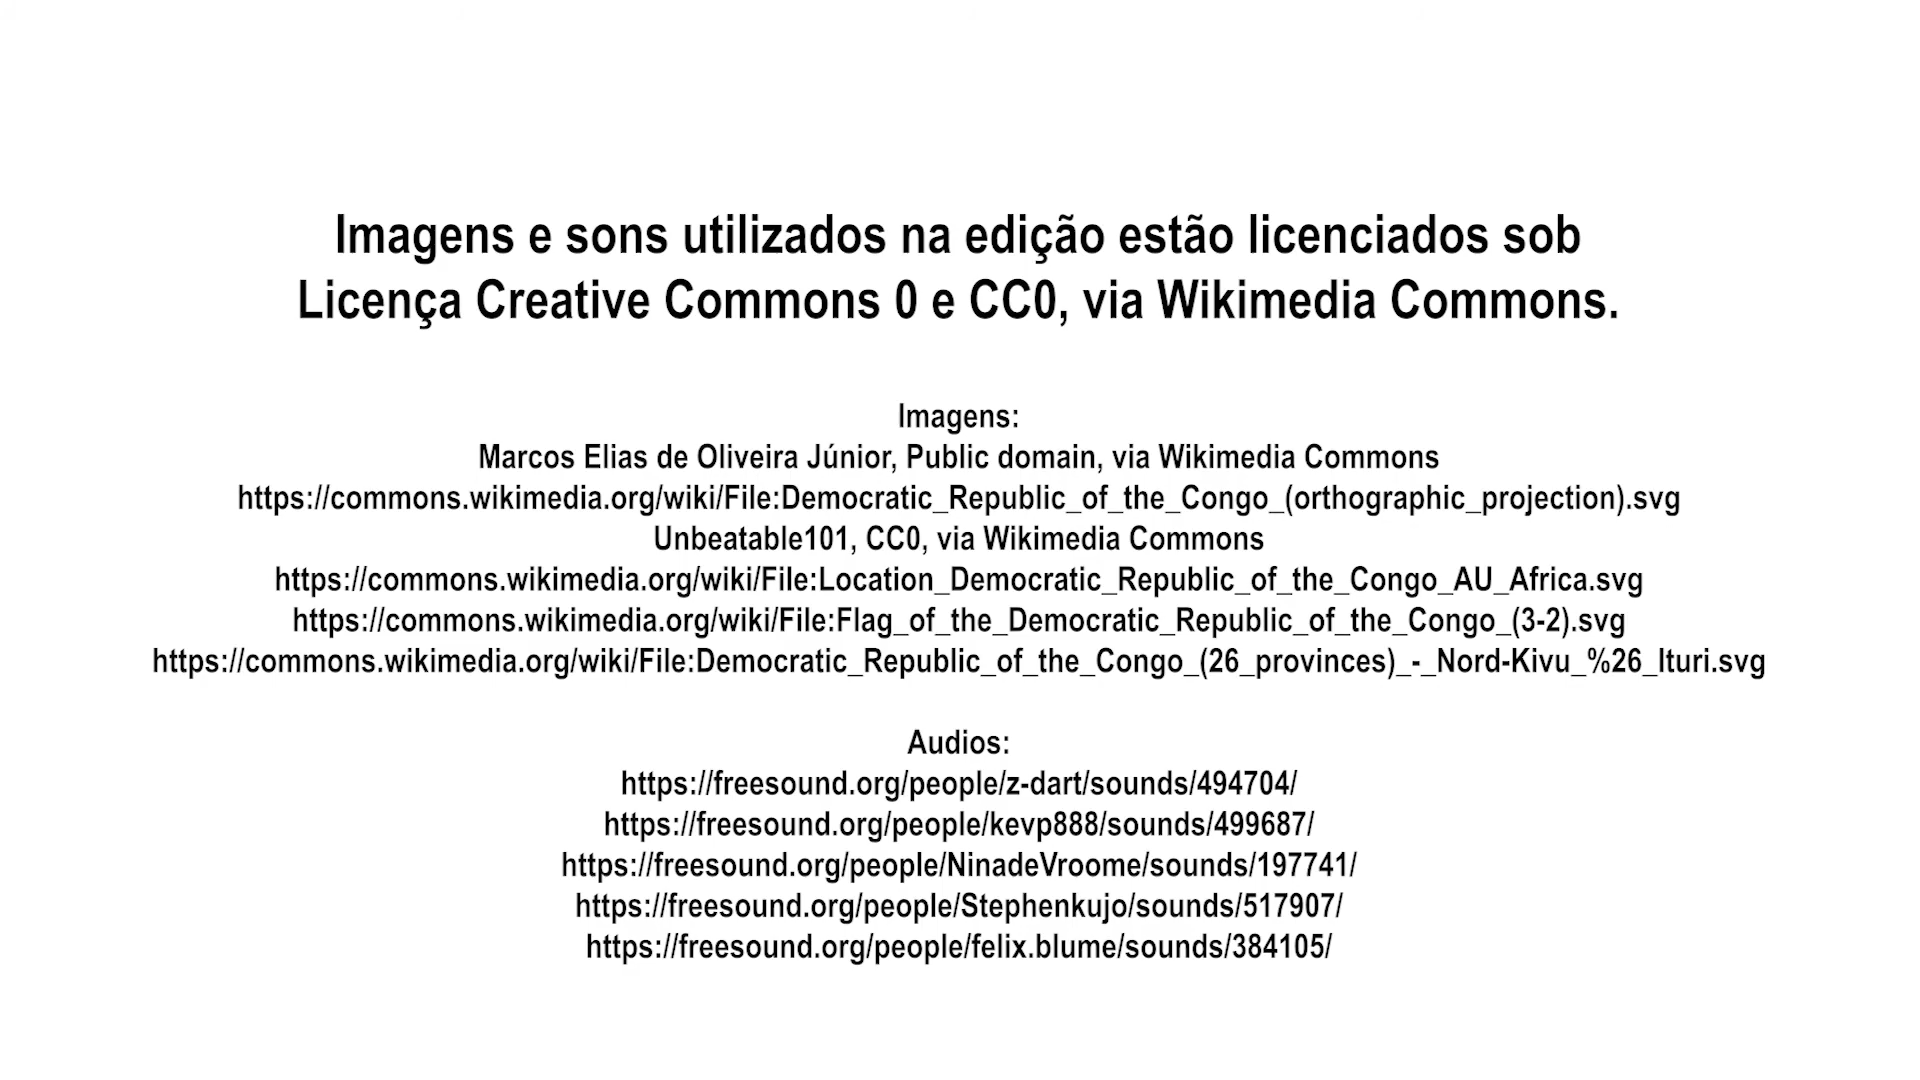 Imagens e sons utilizados na edição estão licenciados sob
Licença Creative Commons 0 e CC0, via Wikimedia Commons.
Imagens:
Marcos Elias de Oliveira Júnior, Public domain, via Wikimedia Commons
https://commons.wikimedia.org/wiki/File:Democratic_Republic_of_the_Congo_(orthographic_projection).svg
Unbeatable101, CC0, via Wikimedia Commons
https://commons.wikimedia.org/wiki/File:Location_Democratic_Republic_of_the_Congo_AU_Africa.svg
https://commons.wikimedia.org/wiki/File:Flag_of_the_Democratic_Republic_of_the_Congo_(3-2).svg
https://commons.wikimedia.org/wiki/File:Democratic_Republic_of_the_Congo_(26_provinces)_-_Nord-Kivu_%26_Ituri.svg
Audios:
https://freesound.org/people/z-dart/sounds/494704/
https://freesound.org/people/kevp888/sounds/499687/
https://freesound.org/people/NinadeVroome/sounds/197741/
https://freesound.org/people/Stephenkujo/sounds/517907/
https://freesound.org/people/felix.blume/sounds/384105/